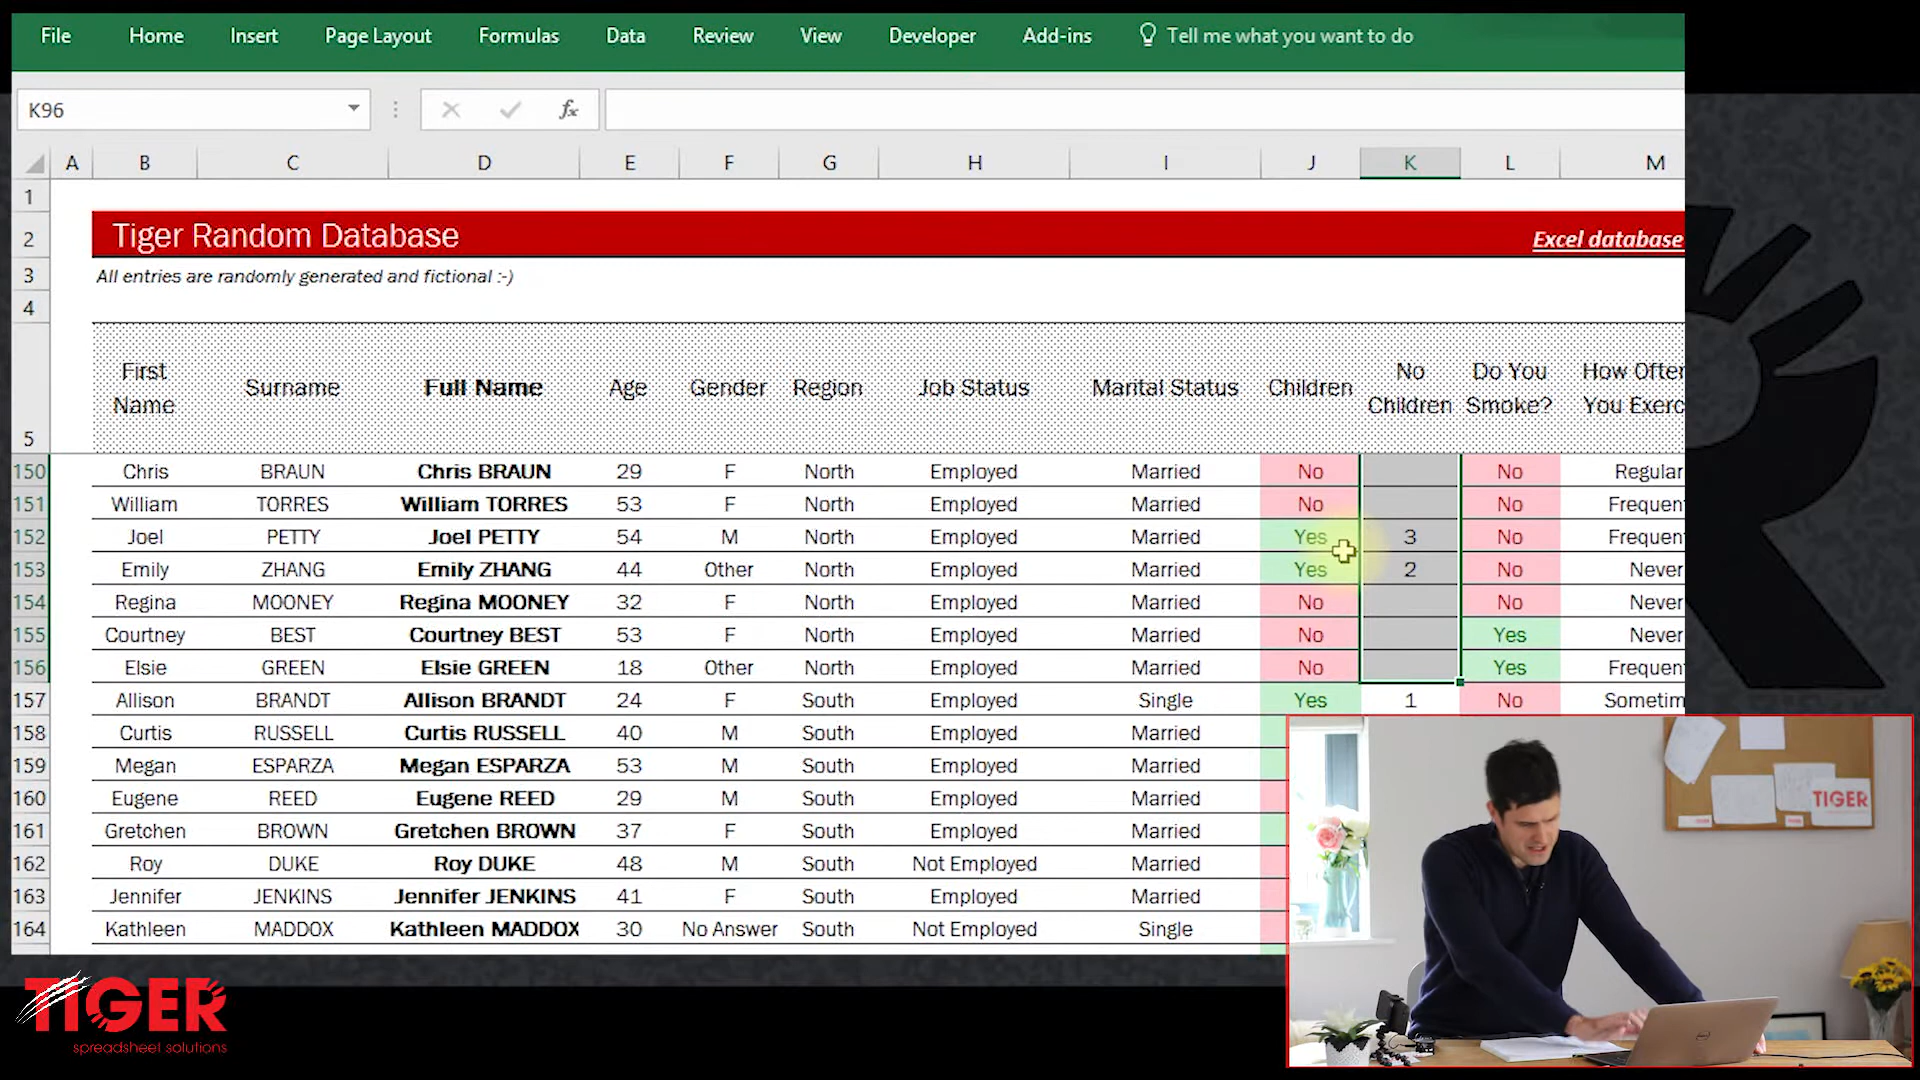 File Home Insert Page Layout Formulas Data Review View Developer Add-ins Tell me what you want to do
K96 fx
A B C D E F G H I J K L M
1
2 Tiger Random Database Excel database
3 All entries are randomly generated and fictional :-)
4
5 First Name Surname Full Name Age Gender Region Job Status Marital Status Children No Children Do You Smoke? How Often You Exerc
150 Chris BRAUN Chris BRAUN 29 F North Employed Married No No Regular
151 William TORRES William TORRES 53 F North Employed Married No No Frequen
152 Joel PETTY Joel PETTY 54 M North Employed Married Yes 3 No Frequen
153 Emily ZHANG Emily ZHANG 44 Other North Employed Married Yes 2 No Never
154 Regina MOONEY Regina MOONEY 32 F North Employed Married No No Never
155 Courtney BEST Courtney BEST 53 F North Employed Married No Yes Never
156 Elsie GREEN Elsie GREEN 18 Other North Employed Married No Yes Frequen
157 Allison BRANDT Allison BRANDT 24 F South Employed Single Yes 1 No Sometim
158 Curtis RUSSELL Curtis RUSSELL 40 M South Employed Married
159 Megan ESPARZA Megan ESPARZA 53 M South Employed Married
160 Eugene REED Eugene REED 29 M South Employed Married
161 Gretchen BROWN Gretchen BROWN 37 F South Employed Married
162 Roy DUKE Roy DUKE 48 M South Not Employed Married
163 Jennifer JENKINS Jennifer JENKINS 41 F South Employed Married
164 Kathleen MADDOX Kathleen MADDOX 30 No Answer South Not Employed Single
TIGER
TIGER
spreadsheet solutions